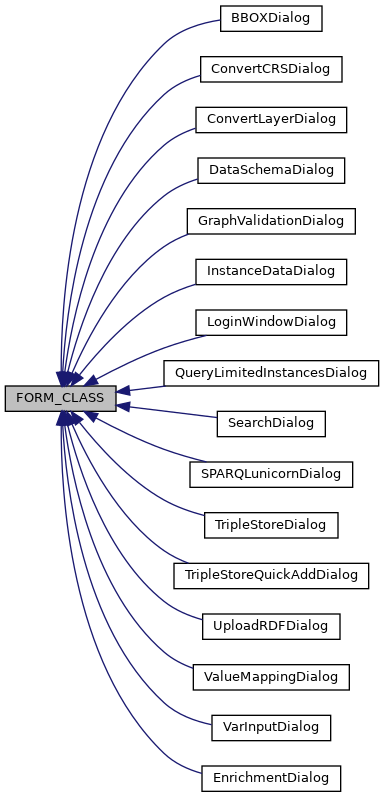 BBOXDialog
ConvertCRSDialog
ConvertLayerDialog
DataSchemaDialog
GraphValidationDialog
InstanceDataDialog
LoginWindowDialog
QueryLimitedInstancesDialog
FORM_CLASS
SearchDialog
SPARQLunicornDialog
TripleStoreDialog
TripleStoreQuickAddDialog
UploadRDFDialog
ValueMappingDialog
VarInputDialog
EnrichmentDialog